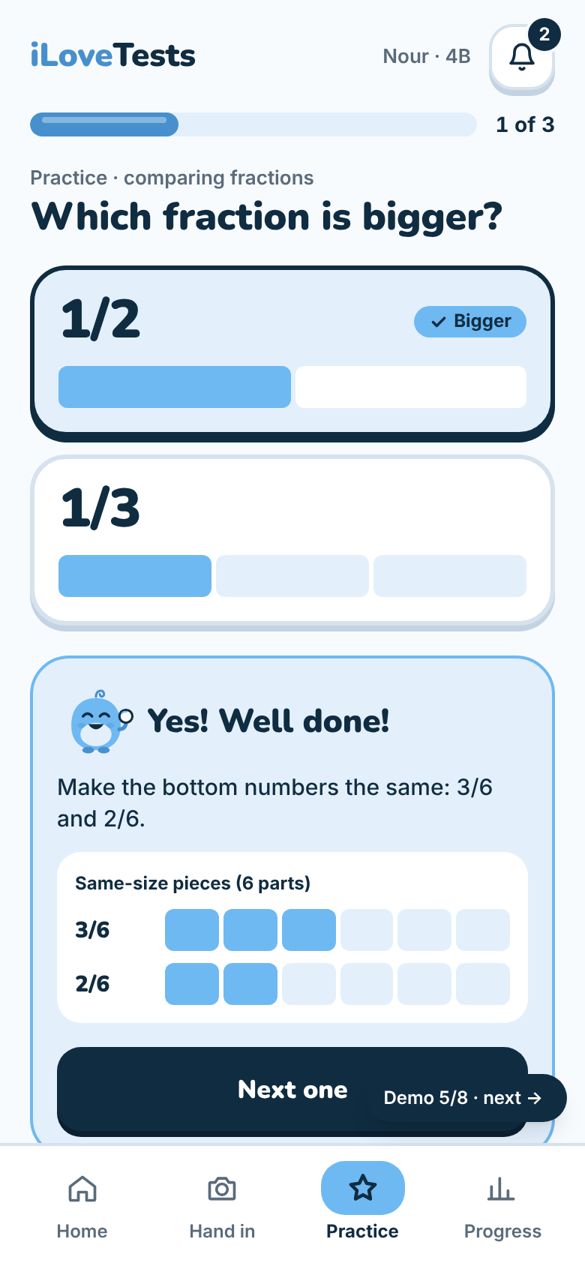 iLoveTests
Nour · 4B
2
1 of 3
Practice · comparing fractions
Which fraction is bigger?
1/2
✓ Bigger
1/3
Yes! Well done!
Make the bottom numbers the same: 3/6
and 2/6.
Same-size pieces (6 parts)
3/6
2/6
Next one
Demo 5/8 · next →
Home
Hand in
Practice
Progress